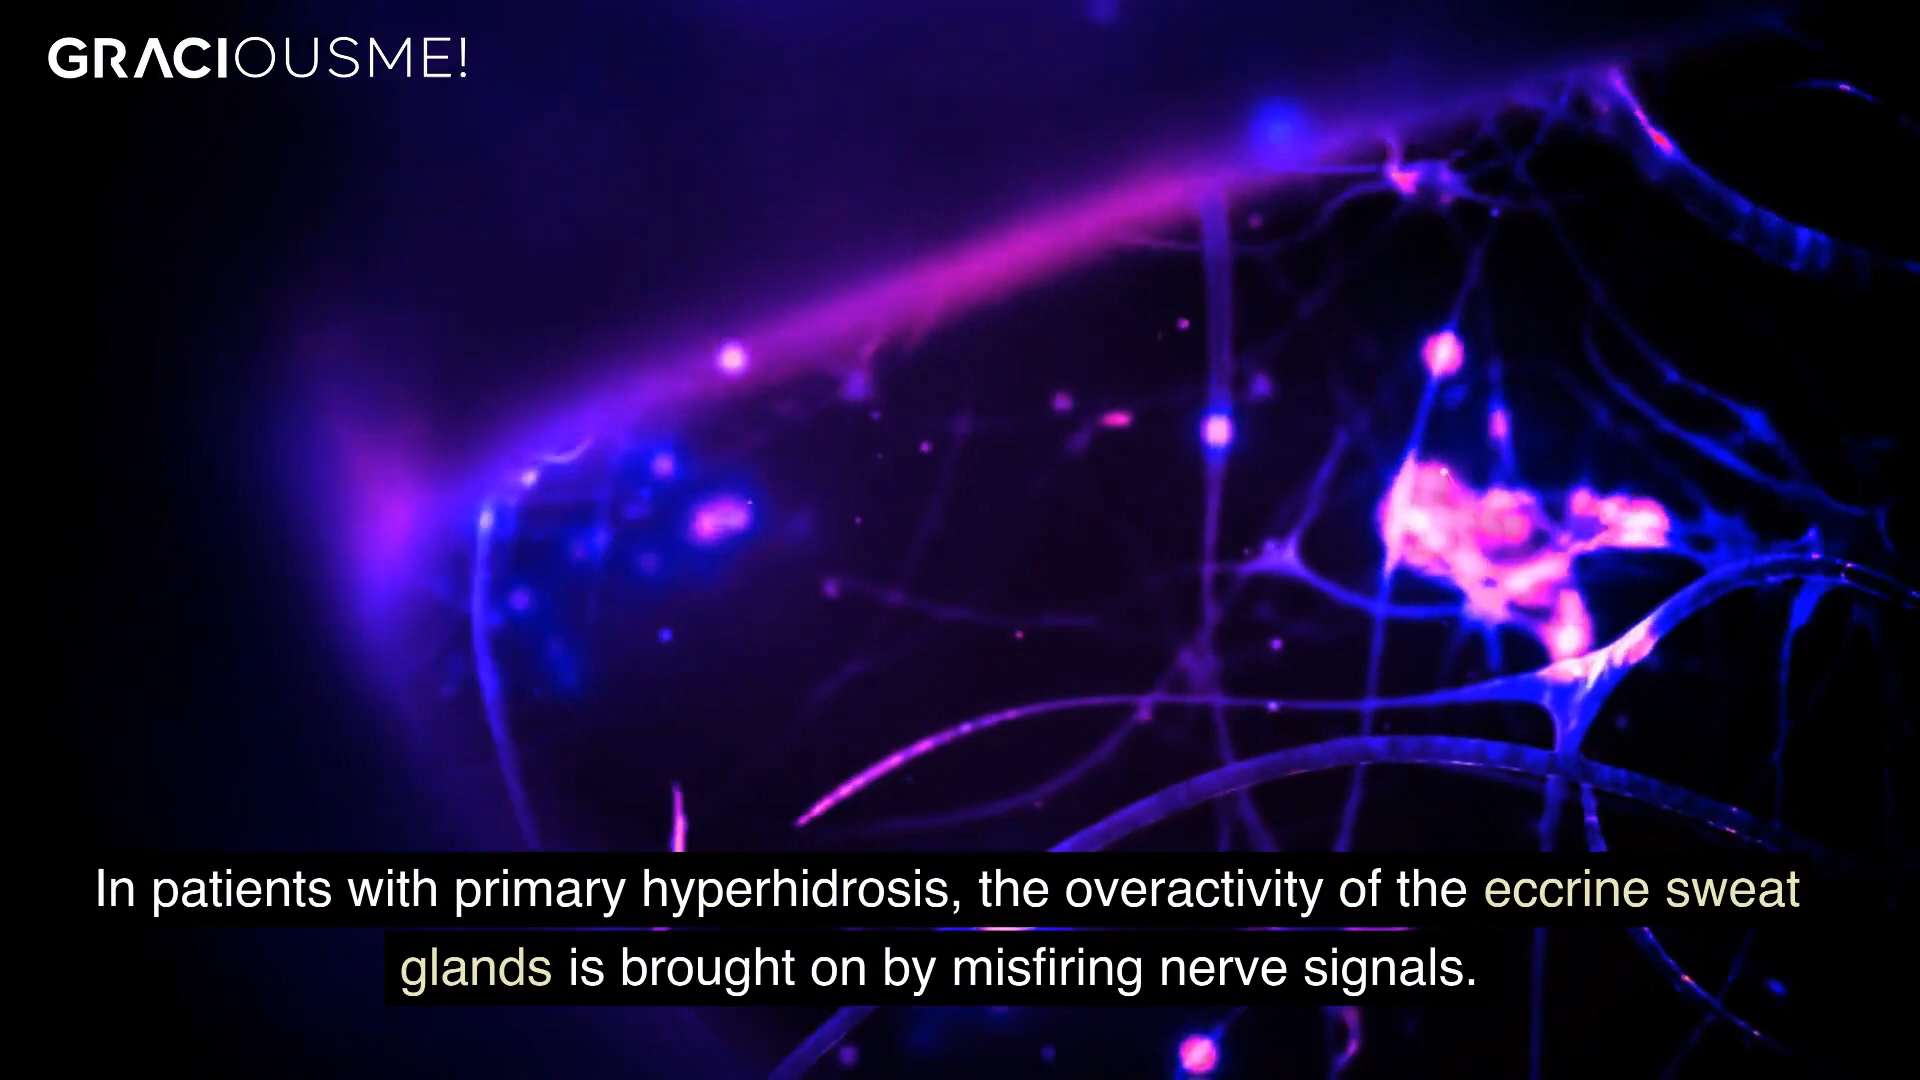 GRACIOUSME!
In patients with primary hyperhidrosis, the overactivity of the eccrine sweat
glands is brought on by misfiring nerve signals.